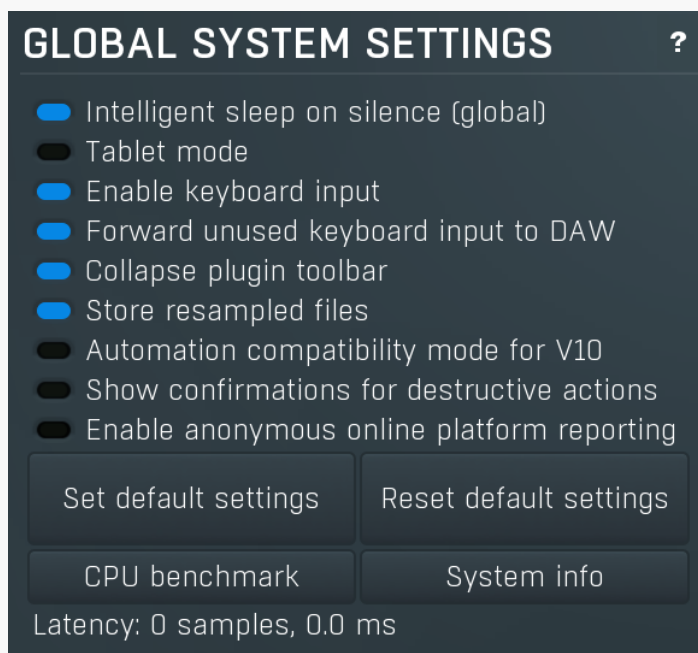 GLOBAL SYSTEM SETTINGS ?
Intelligent sleep on silence (global)
Tablet mode
Enable keyboard input
Forward unused keyboard input to DAW
Collapse plugin toolbar
Store resampled files
Automation compatibility mode for V10
Show confirmations for destructive actions
Enable anonymous online platform reporting
Set default settings Reset default settings
CPU benchmark System info
Latency: 0 samples, 0.0 ms